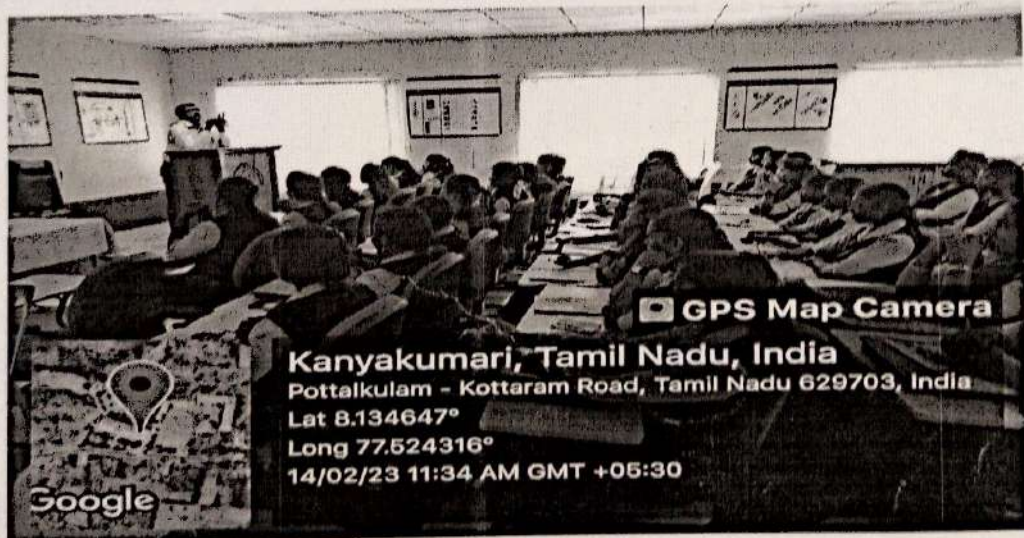 GPS Map Camera
Kanyakumari, Tamil Nadu, India
Pottalkulam - Kottaram Road, Tamil Nadu 629703, India
Lat 8.134647°
Long 77.524316°
14/02/23 11:34 AM GMT +05:30
Google